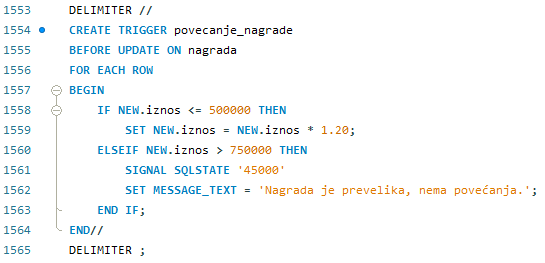 1553 DELIMITER //
1554 CREATE TRIGGER povecanje_nagrade
1555 BEFORE UPDATE ON nagrada
1556 FOR EACH ROW
1557 BEGIN
1558 IF NEW.iznos <= 500000 THEN
1559 SET NEW.iznos = NEW.iznos * 1.20;
1560 ELSEIF NEW.iznos > 750000 THEN
1561 SIGNAL SQLSTATE '45000'
1562 SET MESSAGE_TEXT = 'Nagrada je prevelika, nema povećanja.';
1563 END IF;
1564 END//
1565 DELIMITER ;